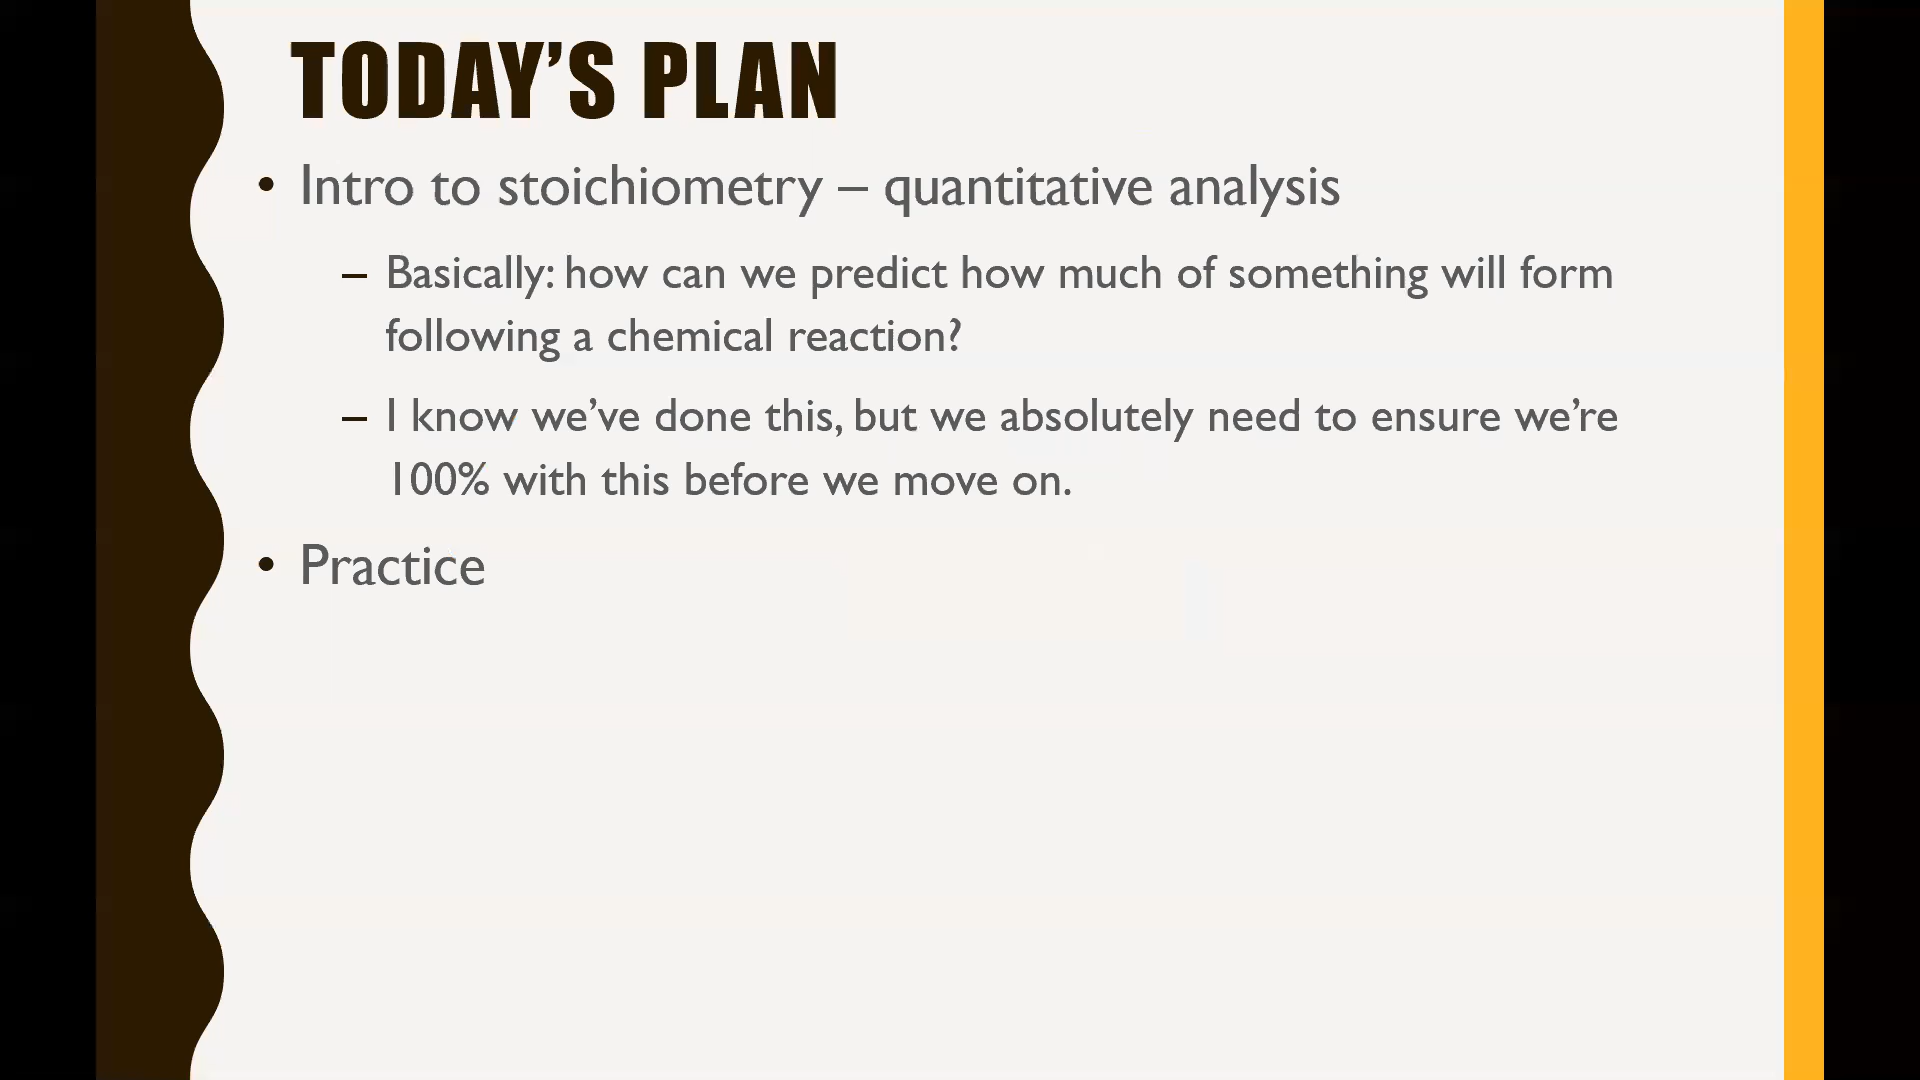 TODAY’S PLAN
• Intro to stoichiometry – quantitative analysis
– Basically: how can we predict how much of something will form
following a chemical reaction?
– I know we’ve done this, but we absolutely need to ensure we’re
100% with this before we move on.
• Practice